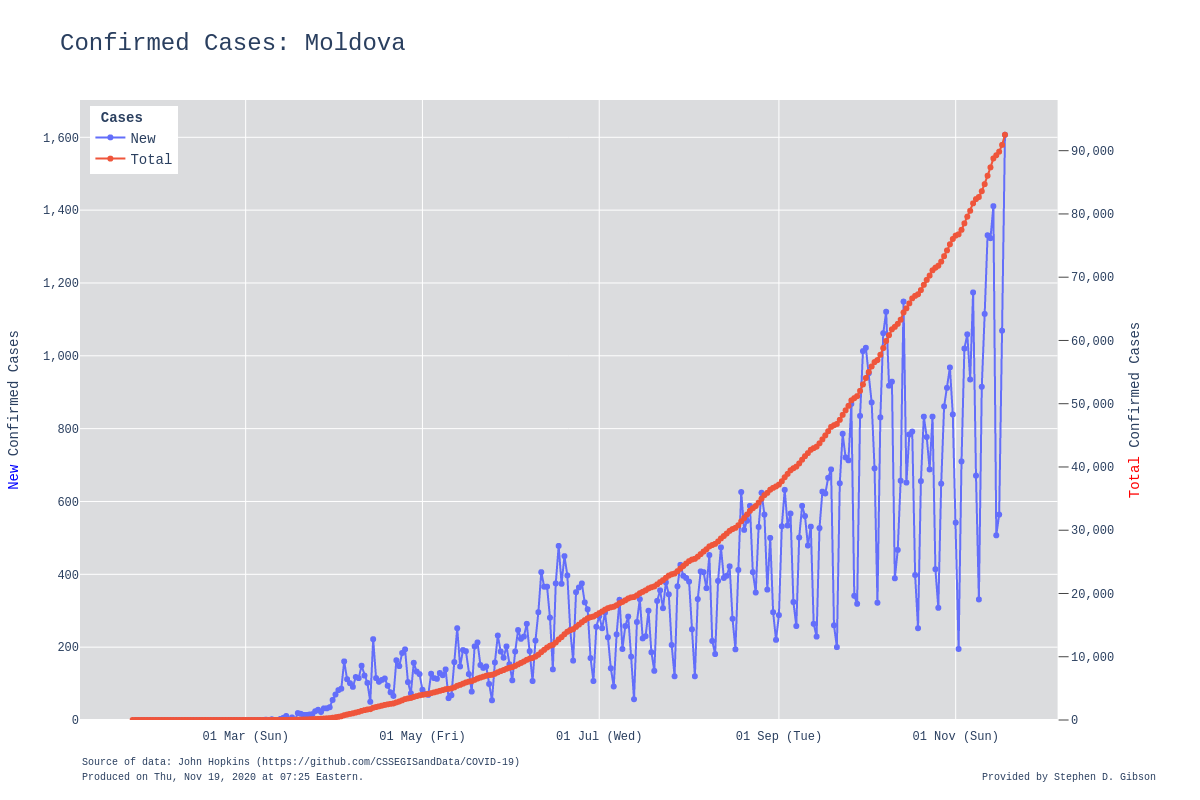 Confirmed Cases: Moldova
Cases
New
Total
1,600
1,400
1,200
1,000
800
600
400
200
0
New Confirmed Cases
90,000
80,000
70,000
60,000
50,000
40,000
30,000
20,000
10,000
0
Total Confirmed Cases
01 Mar (Sun)
01 May (Fri)
01 Jul (Wed)
01 Sep (Tue)
01 Nov (Sun)
Source of data: John Hopkins (https://github.com/CSSEGISandData/COVID-19)
Produced on Thu, Nov 19, 2020 at 07:25 Eastern.
Provided by Stephen D. Gibson